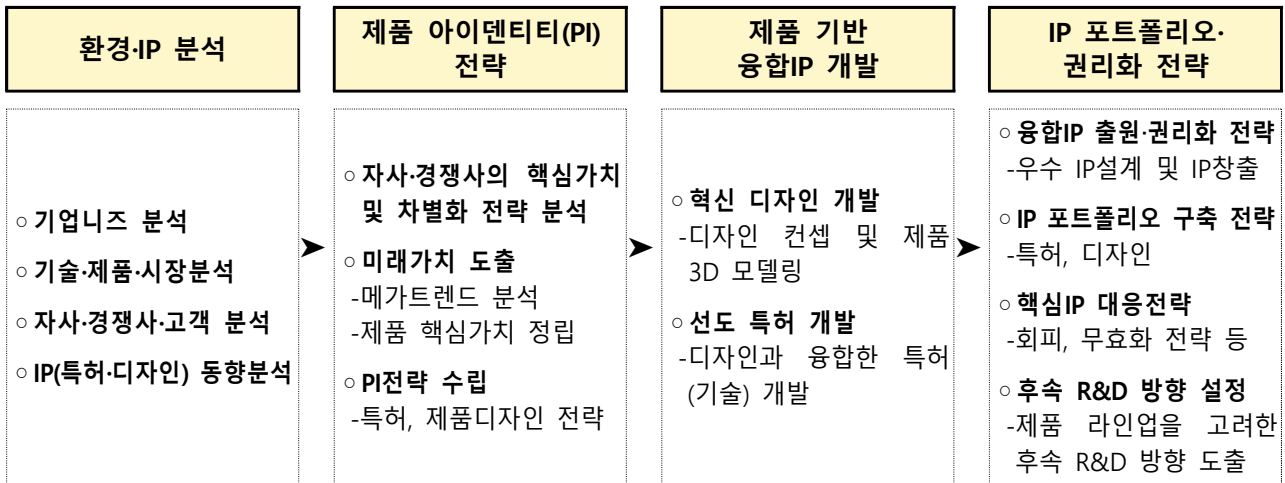 환경·IP 분석
○ 기업니즈 분석
○ 기술·제품·시장분석
○ 자사·경쟁사·고객 분석
○ IP(특허·디자인) 동향분석
➤
제품 아이덴티티(PI)
전략
○ 자사·경쟁사의 핵심가치
및 차별화 전략 분석
○ 미래가치 도출
-메가트렌드 분석
-제품 핵심가치 정립
○ PI전략 수립
-특허, 제품디자인 전략
➤
제품 기반
융합IP 개발
○ 혁신 디자인 개발
-디자인 컨셉 및 제품
3D 모델링
○ 선도 특허 개발
-디자인과 융합한 특허
(기술) 개발
➤
IP 포트폴리오·
권리화 전략
○ 융합IP 출원·권리화 전략
-우수 IP설계 및 IP창출
○ IP 포트폴리오 구축 전략
-특허, 디자인
○ 핵심IP 대응전략
-회피, 무효화 전략 등
○ 후속 R&D 방향 설정
-제품 라인업을 고려한
후속 R&D 방향 도출